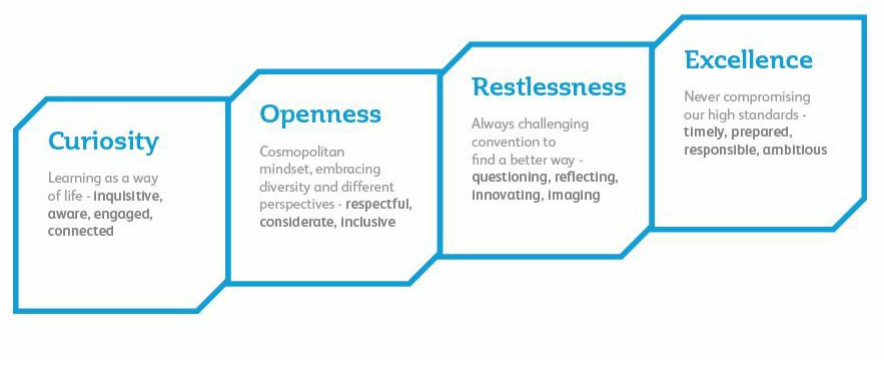 Curiosity
Learning as a way
of life - inquisitive,
aware, engaged,
connected
Openness
Cosmopolitan
mindset, embracing
diversity and different
perspectives - respectful,
considerate, inclusive
Restlessness
Always challenging
convention to
find a better way -
questioning, reflecting,
innovating, imaging
Excellence
Never compromising
our high standards -
timely, prepared,
responsible, ambitious